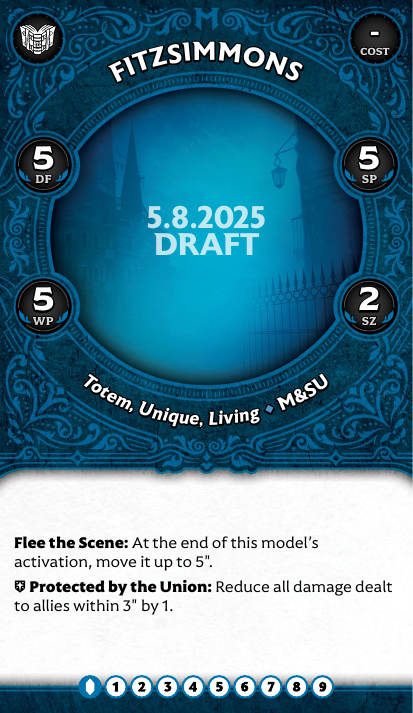 FITZSIMMONS
-
COST
5
DF
5
SP
5.8.2025
DRAFT
5
WP
2
SZ
Totem, Unique, Living ⬥ M&SU
Flee the Scene: At the end of this model's
activation, move it up to 5".
Protected by the Union: Reduce all damage dealt
to allies within 3" by 1.
1 2 3 4 5 6 7 8 9